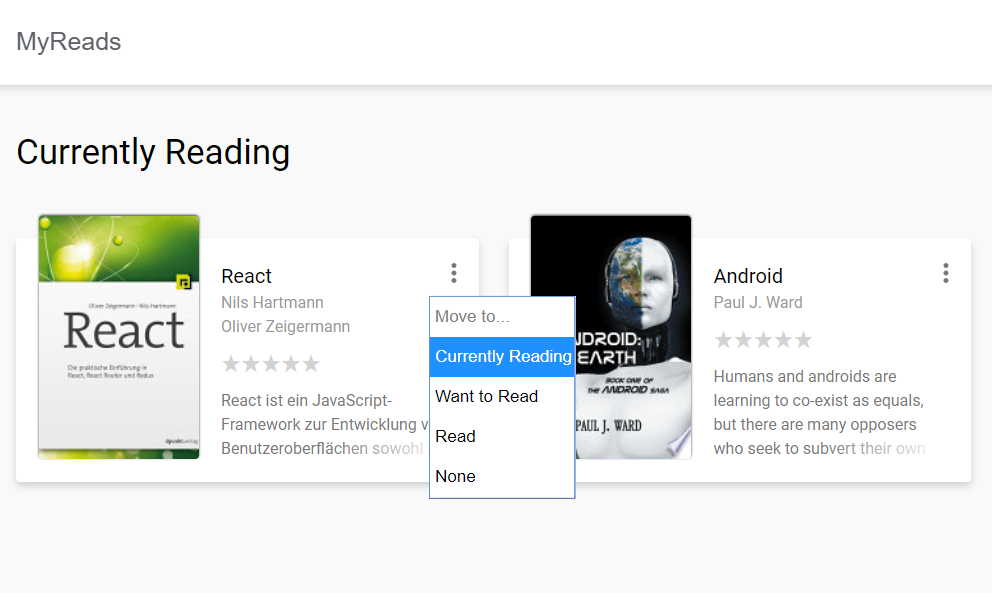 MyReads
Currently Reading
Oliver Zeigermann · Nils Hartmann
React
Die praktische Einführung in
React, React Router und Redux
dpunkt.verlag
React
Nils Hartmann
Oliver Zeigermann
React ist ein JavaScript-
Framework zur Entwicklung v
Benutzeroberflächen sowohl
Move to...
Currently Reading
Want to Read
Read
None
NDROID:
EARTH
BOOK ONE OF
THE ANDROID SAGA
PAUL J. WARD
Android
Paul J. Ward
Humans and androids are
learning to co-exist as equals,
but there are many opposers
who seek to subvert their own